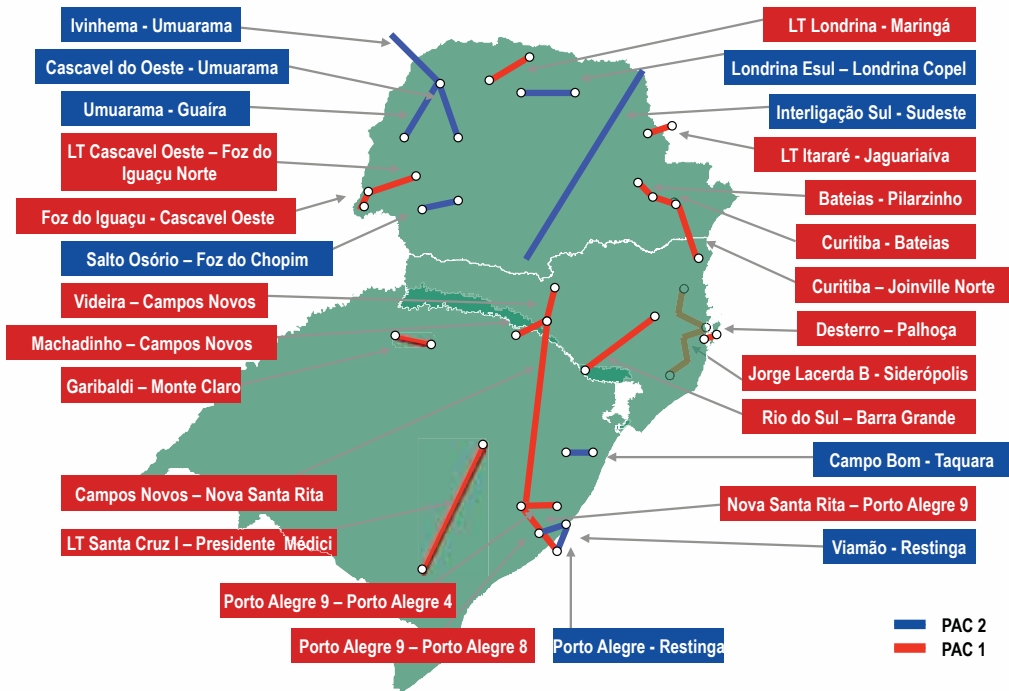 Ivinhema - Umuarama
Cascavel do Oeste - Umuarama
Umuarama - Guaíra
LT Cascavel Oeste – Foz do
Iguaçu Norte
Foz do Iguaçu - Cascavel Oeste
Salto Osório – Foz do Chopim
Videira – Campos Novos
Machadinho – Campos Novos
Garibaldi – Monte Claro
Campos Novos – Nova Santa Rita
LT Santa Cruz I – Presidente Médici
Porto Alegre 9 – Porto Alegre 4
Porto Alegre 9 – Porto Alegre 8
Porto Alegre - Restinga
LT Londrina - Maringá
Londrina Esul – Londrina Copel
Interligação Sul - Sudeste
LT Itararé - Jaguariaíva
Bateias - Pilarzinho
Curitiba - Bateias
Curitiba – Joinville Norte
Desterro – Palhoça
Jorge Lacerda B - Siderópolis
Rio do Sul – Barra Grande
Campo Bom - Taquara
Nova Santa Rita – Porto Alegre 9
Viamão - Restinga
PAC 2
PAC 1